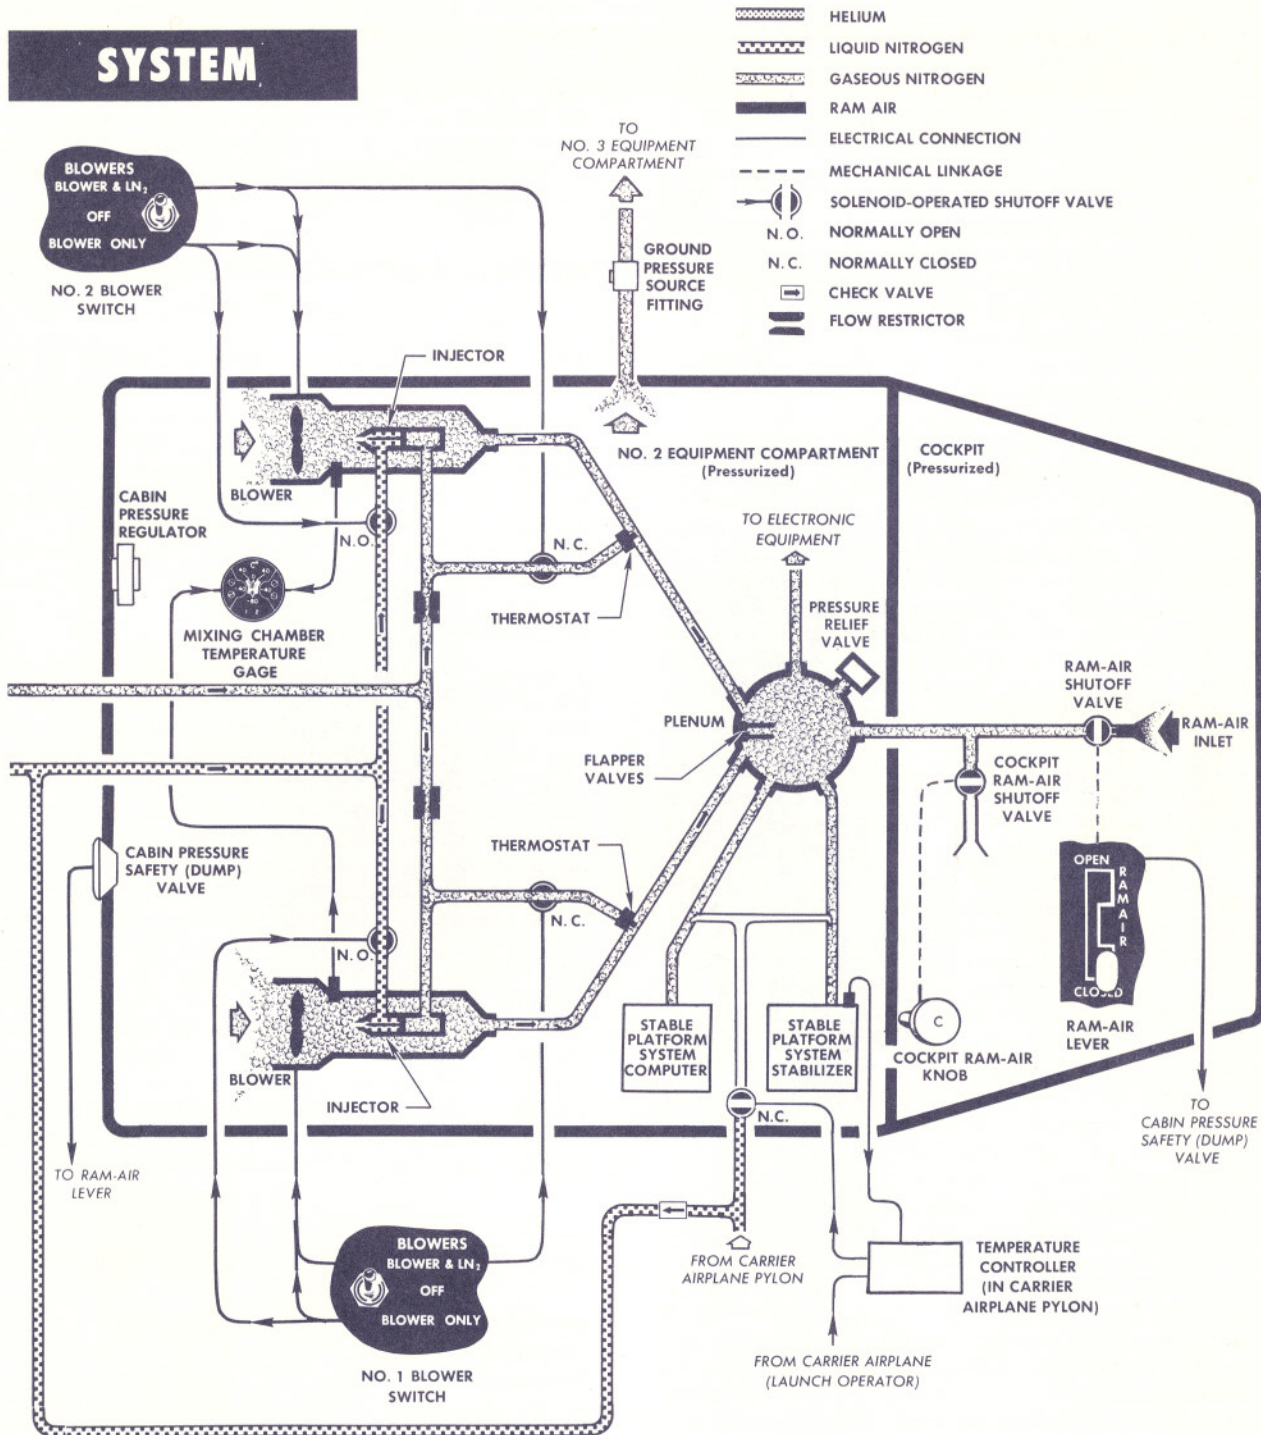 SYSTEM
HELIUM
LIQUID NITROGEN
GASEOUS NITROGEN
RAM AIR
ELECTRICAL CONNECTION
MECHANICAL LINKAGE
SOLENOID-OPERATED SHUTOFF VALVE
N.O. NORMALLY OPEN
N.C. NORMALLY CLOSED
CHECK VALVE
FLOW RESTRICTOR
TO
NO. 3 EQUIPMENT
COMPARTMENT
BLOWERS
BLOWER & LN₂
OFF
BLOWER ONLY
NO. 2 BLOWER
SWITCH
GROUND
PRESSURE
SOURCE
FITTING
INJECTOR
NO. 2 EQUIPMENT COMPARTMENT
(Pressurized)
COCKPIT
(Pressurized)
BLOWER
CABIN
PRESSURE
REGULATOR
N.O.
N.C.
TO ELECTRONIC
EQUIPMENT
THERMOSTAT
PRESSURE
RELIEF
VALVE
MIXING CHAMBER
TEMPERATURE
GAGE
RAM-AIR
SHUTOFF
VALVE
PLENUM
RAM-AIR
INLET
FLAPPER
VALVES
COCKPIT
RAM-AIR
SHUTOFF
VALVE
THERMOSTAT
CABIN PRESSURE
SAFETY (DUMP)
VALVE
OPEN
RAM AIR
CLOSED
N.C.
N.O.
STABLE
PLATFORM
SYSTEM
COMPUTER
STABLE
PLATFORM
SYSTEM
STABILIZER
C
COCKPIT RAM-AIR
KNOB
RAM-AIR
LEVER
BLOWER
INJECTOR
N.C.
TO
CABIN PRESSURE
SAFETY (DUMP)
VALVE
TO RAM-AIR
LEVER
BLOWERS
BLOWER & LN₂
OFF
BLOWER ONLY
NO. 1 BLOWER
SWITCH
FROM CARRIER
AIRPLANE PYLON
TEMPERATURE
CONTROLLER
(IN CARRIER
AIRPLANE PYLON)
FROM CARRIER AIRPLANE
(LAUNCH OPERATOR)